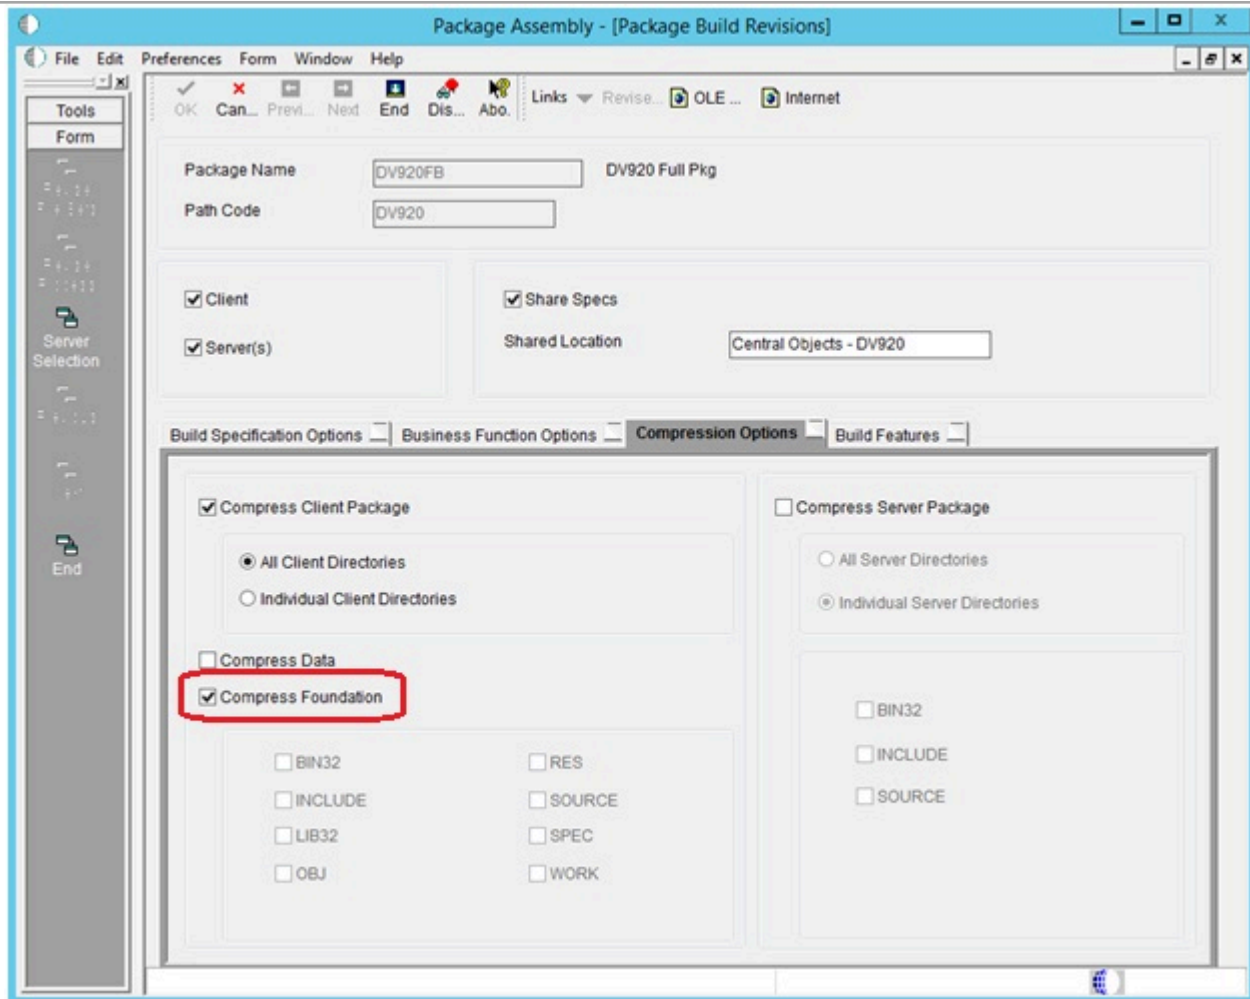 Package Assembly - [Package Build Revisions]
File Edit Preferences Form Window Help
OK Can... Previ... Next End Dis... Abo. Links Revise... OLE ... Internet
Tools
Form
Server
Selection
End
Package Name DV920FB DV920 Full Pkg
Path Code DV920
Client Share Specs
Server(s) Shared Location Central Objects - DV920
Build Specification Options Business Function Options Compression Options Build Features
Compress Client Package Compress Server Package
All Client Directories All Server Directories
Individual Client Directories Individual Server Directories
Compress Data
Compress Foundation
BIN32 RES BIN32
INCLUDE SOURCE INCLUDE
LIB32 SPEC SOURCE
OBJ WORK